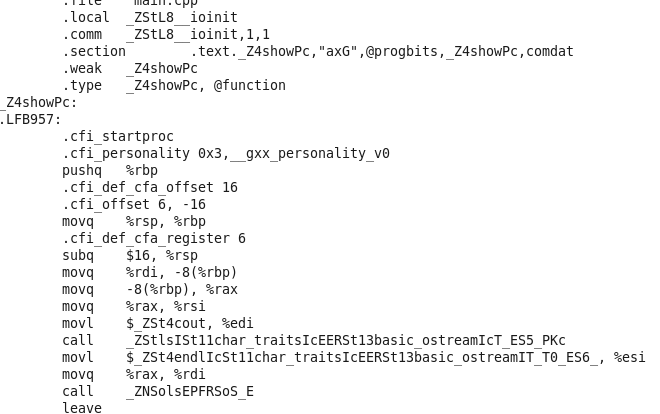 .file "main.cpp"
.local _ZStL8__ioinit
.comm _ZStL8__ioinit,1,1
.section .text._Z4showPc,"axG",@progbits,_Z4showPc,comdat
.weak _Z4showPc
.type _Z4showPc, @function
_Z4showPc:
.LFB957:
.cfi_startproc
.cfi_personality 0x3,__gxx_personality_v0
pushq %rbp
.cfi_def_cfa_offset 16
.cfi_offset 6, -16
movq %rsp, %rbp
.cfi_def_cfa_register 6
subq $16, %rsp
movq %rdi, -8(%rbp)
movq -8(%rbp), %rax
movq %rax, %rsi
movl $_ZSt4cout, %edi
call _ZStlsISt11char_traitsIcEERSt13basic_ostreamIcT_ES5_PKc
movl $_ZSt4endlIcSt11char_traitsIcEERSt13basic_ostreamIT_T0_ES6_, %esi
movq %rax, %rdi
call _ZNSolsEPFRSoS_E
leave